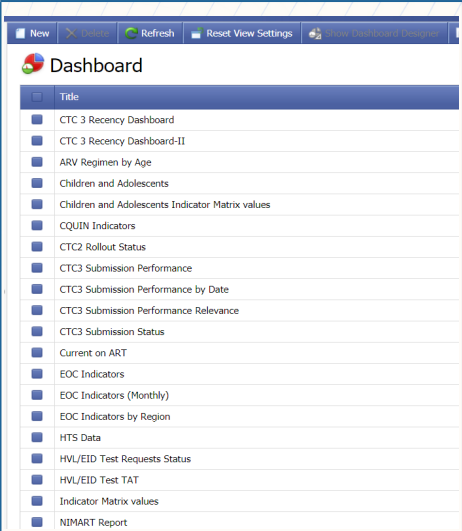 New Delete Refresh Reset View Settings Show Dashboard Designer
Dashboard
Title
CTC 3 Recency Dashboard
CTC 3 Recency Dashboard-II
ARV Regimen by Age
Children and Adolescents
Children and Adolescents Indicator Matrix values
CQUIN Indicators
CTC2 Rollout Status
CTC3 Submission Performance
CTC3 Submission Performance by Date
CTC3 Submission Performance Relevance
CTC3 Submission Status
Current on ART
EOC Indicators
EOC Indicators (Monthly)
EOC Indicators by Region
HTS Data
HVL/EID Test Requests Status
HVL/EID Test TAT
Indicator Matrix values
NIMART Report